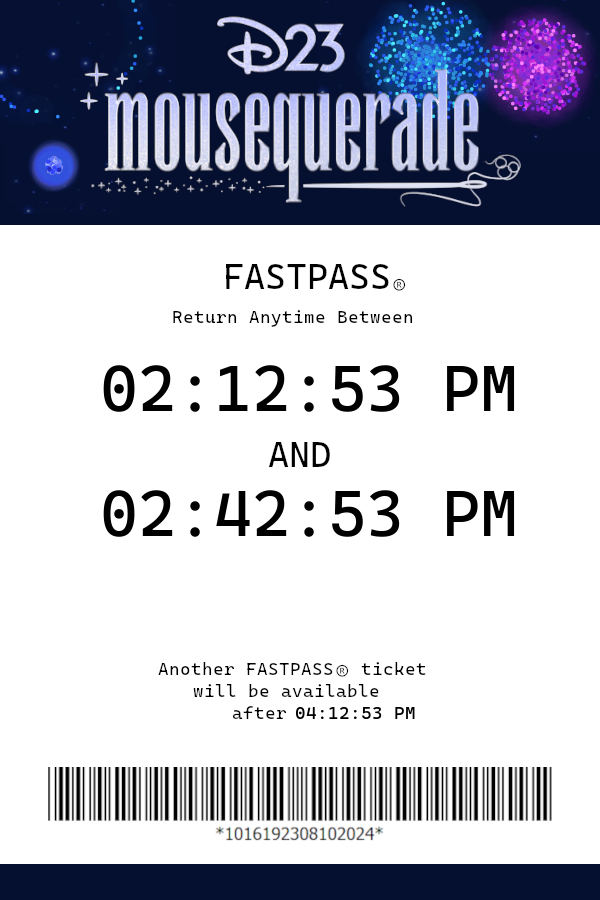 D23
mousequerade
FASTPASS®
Return Anytime Between
02:12:53 PM
AND
02:42:53 PM
Another FASTPASS® ticket
will be available
after 04:12:53 PM
*1016192308102024*